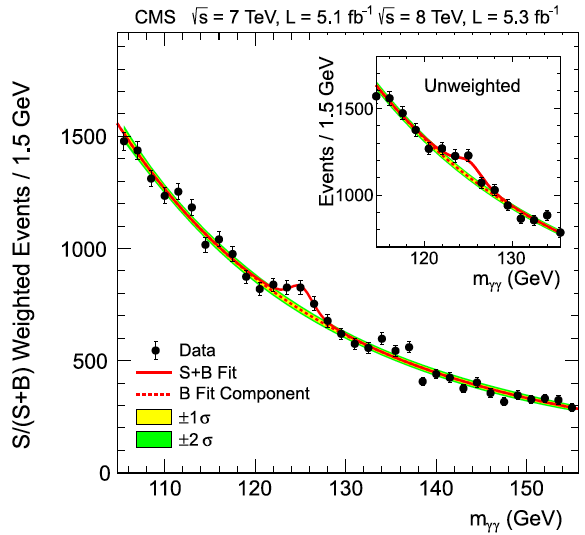 CMS √s = 7 TeV, L = 5.1 fb⁻¹ √s = 8 TeV, L = 5.3 fb⁻¹
S/(S+B) Weighted Events / 1.5 GeV
1500
1000
500
0
110 120 130 140 150
mγγ (GeV)
Data
S+B Fit
B Fit Component
±1σ
±2σ
Unweighted
Events / 1.5 GeV
1500
1000
120 130
mγγ (GeV)